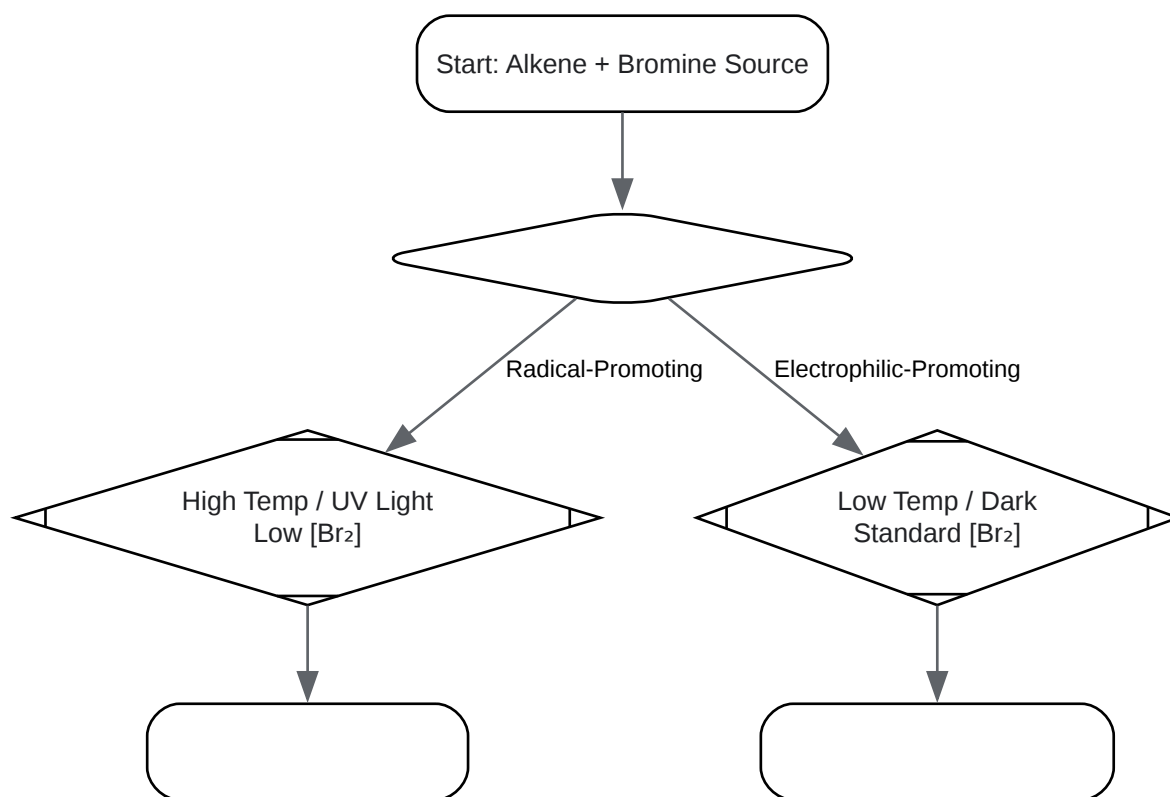 Start: Alkene + Bromine Source
Radical-Promoting
Electrophilic-Promoting
High Temp / UV Light
Low [Br₂]
Low Temp / Dark
Standard [Br₂]